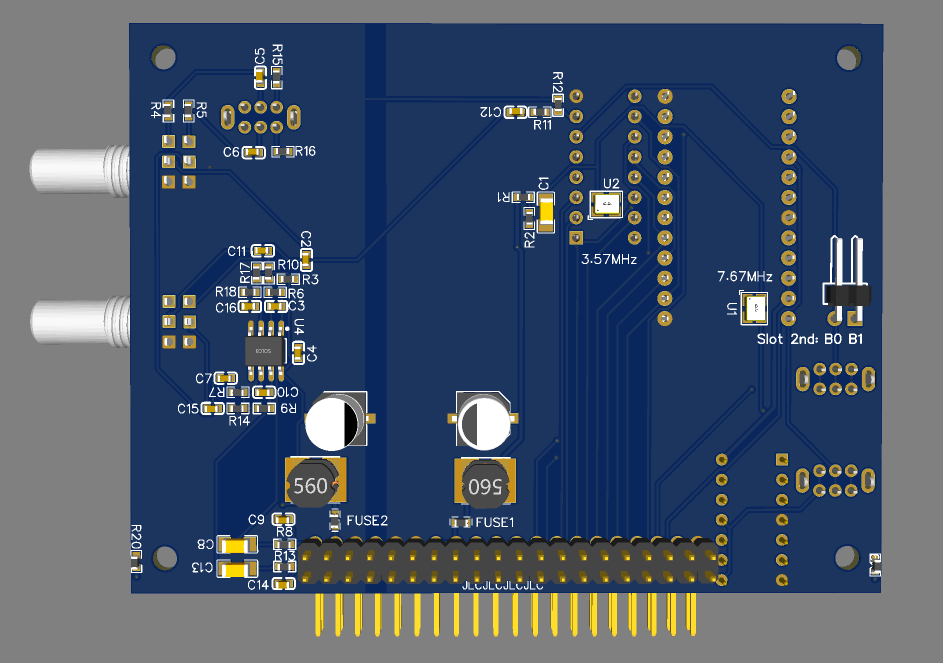 C5
R15
R4
R5
R12
C12
R11
C6
R16
R1
C1
U2
R2
3.57MHz
C2
C11
R10
R17
R3
R18
R6
C16
C3
U4
C4
7.67MHz
U1
Slot 2nd: B0 B1
C7
R7
C10
C15
R9
R14
560
560
C9
FUSE2
FUSE1
R8
R20
C8
R13
C13
C14
JLCJLCJLCJLC